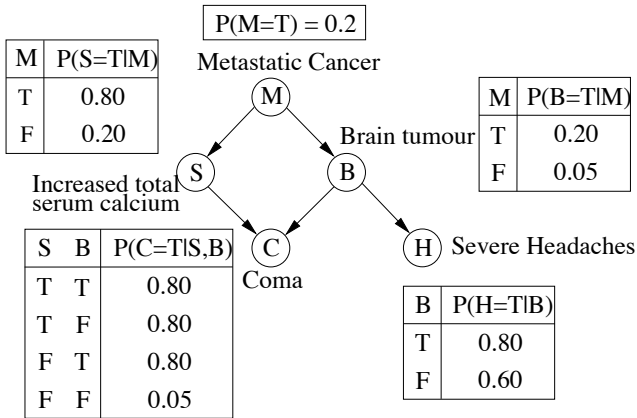 P(M=T) = 0.2
Metastatic Cancer
M P(S=T|M)
T 0.80
F 0.20
M
M P(B=T|M)
T 0.20
F 0.05
Brain tumour
S
B
Increased total
serum calcium
S B P(C=T|S,B)
T T 0.80
T F 0.80
F T 0.80
F F 0.05
C
Coma
H
Severe Headaches
B P(H=T|B)
T 0.80
F 0.60